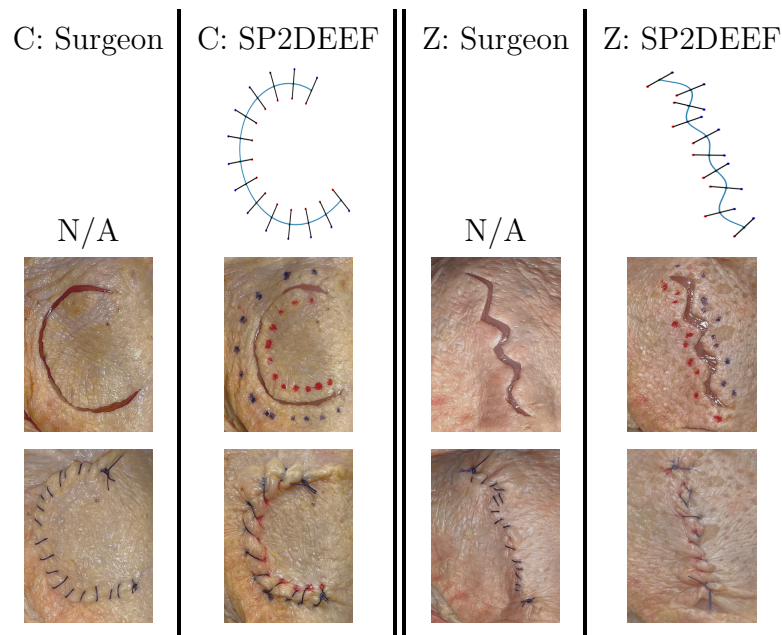 C: Surgeon
C: SP2DEEF
Z: Surgeon
Z: SP2DEEF
N/A
N/A